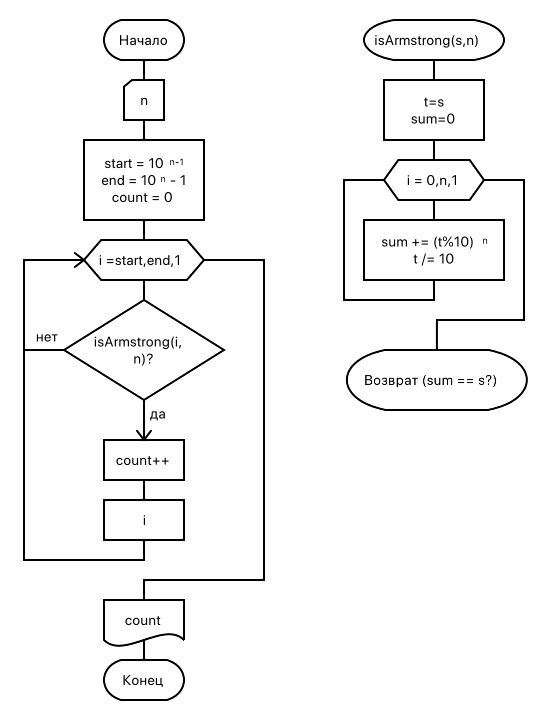 Начало
n
start = 10 ⁿ⁻¹
end = 10 ⁿ - 1
count = 0
i =start,end,1
нет
isArmstrong(i,
n)?
да
count++
i
count
Конец
isArmstrong(s,n)
t=s
sum=0
i = 0,n,1
sum += (t%10) ⁿ
t /= 10
Возврат (sum == s?)